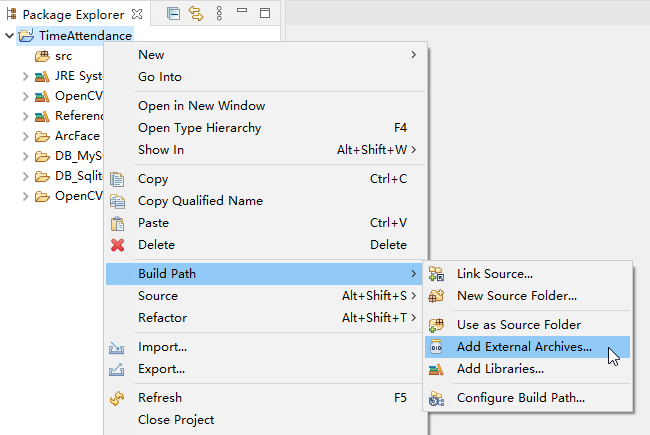 Package Explorer
TimeAttendance
src
JRE Syste
OpenCV
Reference
ArcFace
DB_MyS
DB_Sqlite
OpenCV
New
Go Into
Open in New Window
Open Type Hierarchy F4
Show In Alt+Shift+W
Copy Ctrl+C
Copy Qualified Name
Paste Ctrl+V
Delete Delete
Build Path
Source Alt+Shift+S
Refactor Alt+Shift+T
Import...
Export...
Refresh F5
Close Project
Link Source...
New Source Folder...
Use as Source Folder
Add External Archives...
Add Libraries...
Configure Build Path...